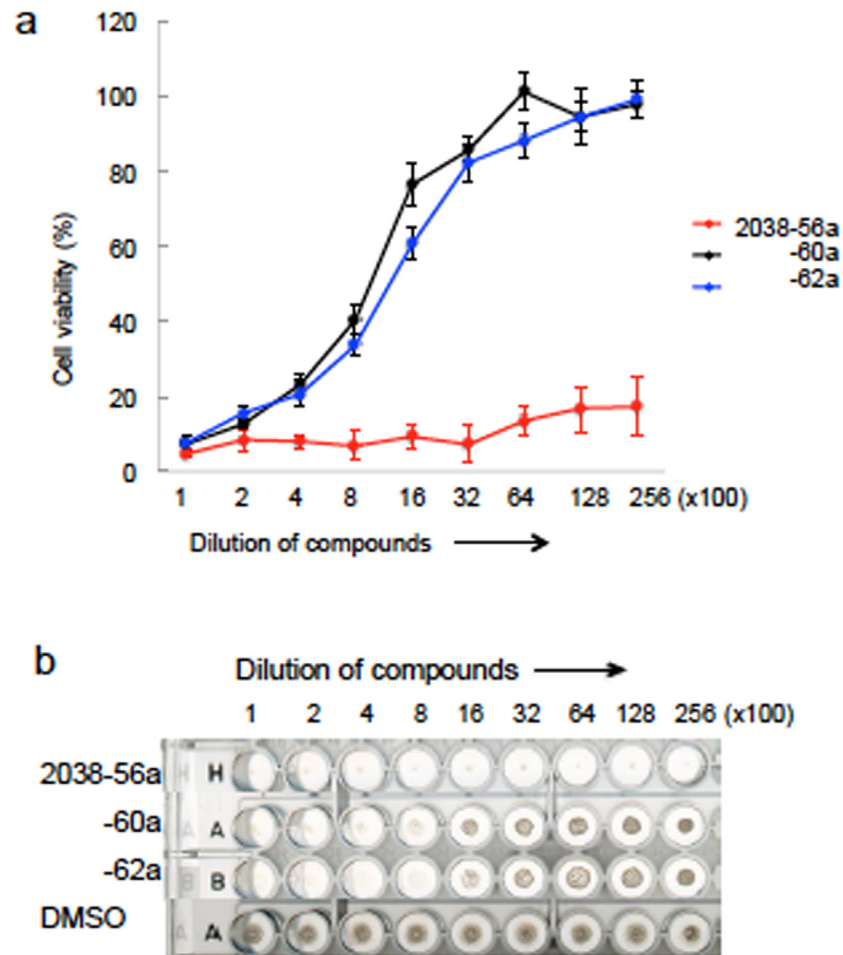 a
120
100
80
60
40
20
0
Cell viability (%)
1 2 4 8 16 32 64 128 256 (x100)
Dilution of compounds
2038-56a
-60a
-62a
b
Dilution of compounds
1 2 4 8 16 32 64 128 256 (x100)
2038-56a H H
-60a A A
-62a B B
DMSO A A